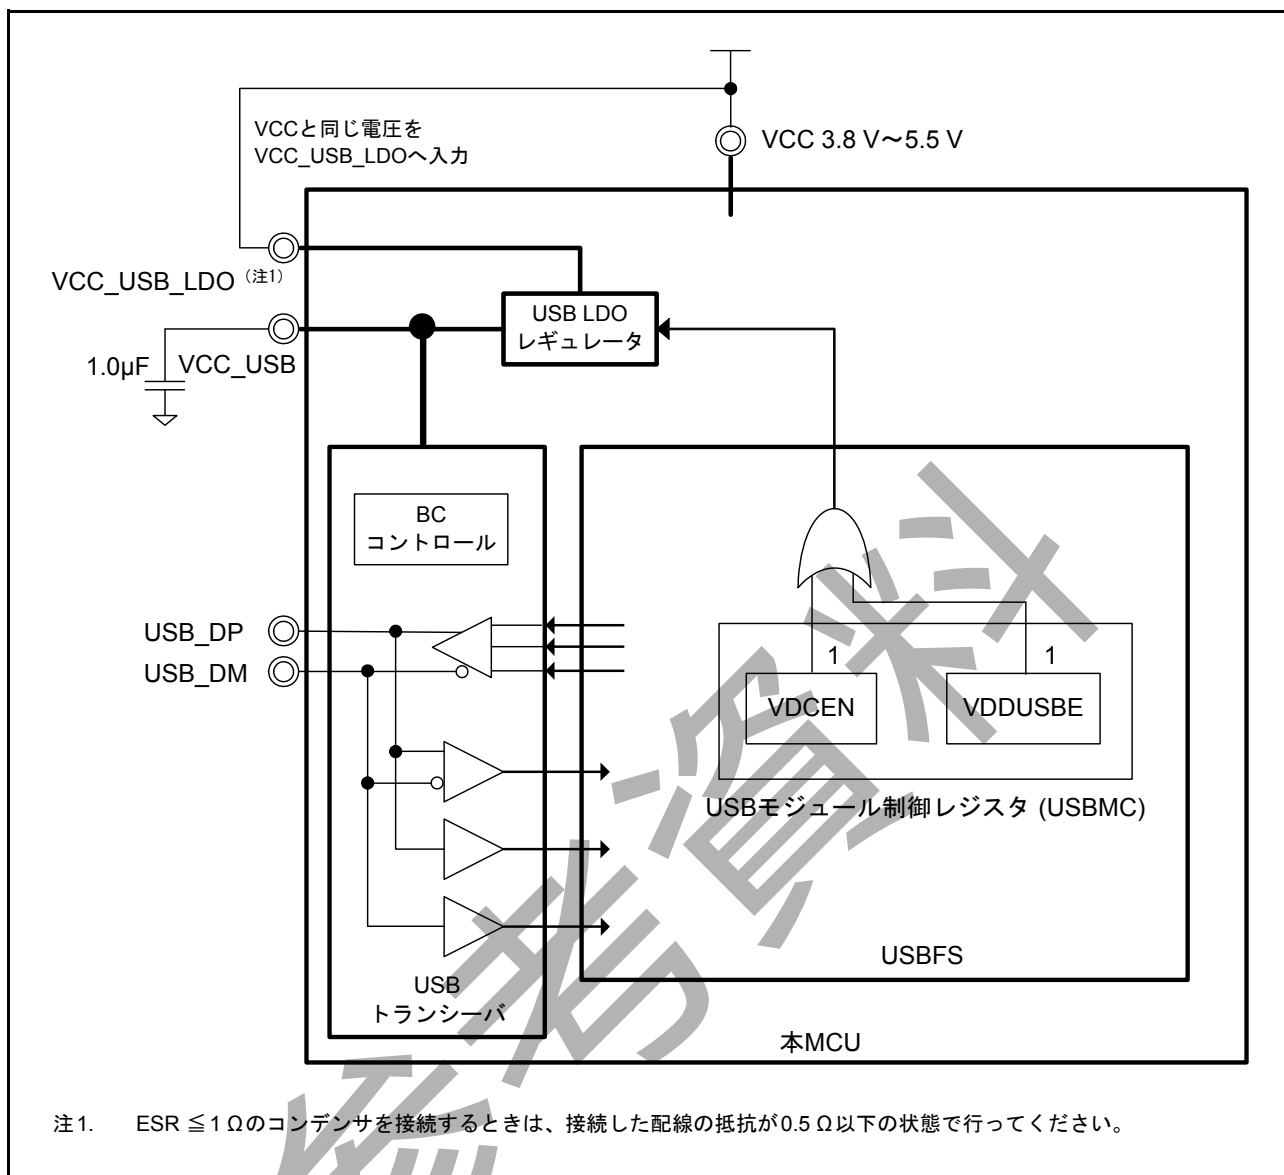 VCCと同じ電圧を
VCC_USB_LDOへ入力
VCC 3.8 V～5.5 V
VCC_USB_LDO（注1）
USB LDO
レギュレータ
1.0µF
VCC_USB
BC
コントロール
USB_DP
USB_DM
1
1
VDCEN
VDDUSBE
USBモジュール制御レジスタ (USBMC)
USBFS
USB
トランシーバ
本MCU
注1. ESR ≦1 Ωのコンデンサを接続するときは、接続した配線の抵抗が0.5 Ω以下の状態で行ってください。
参考資料